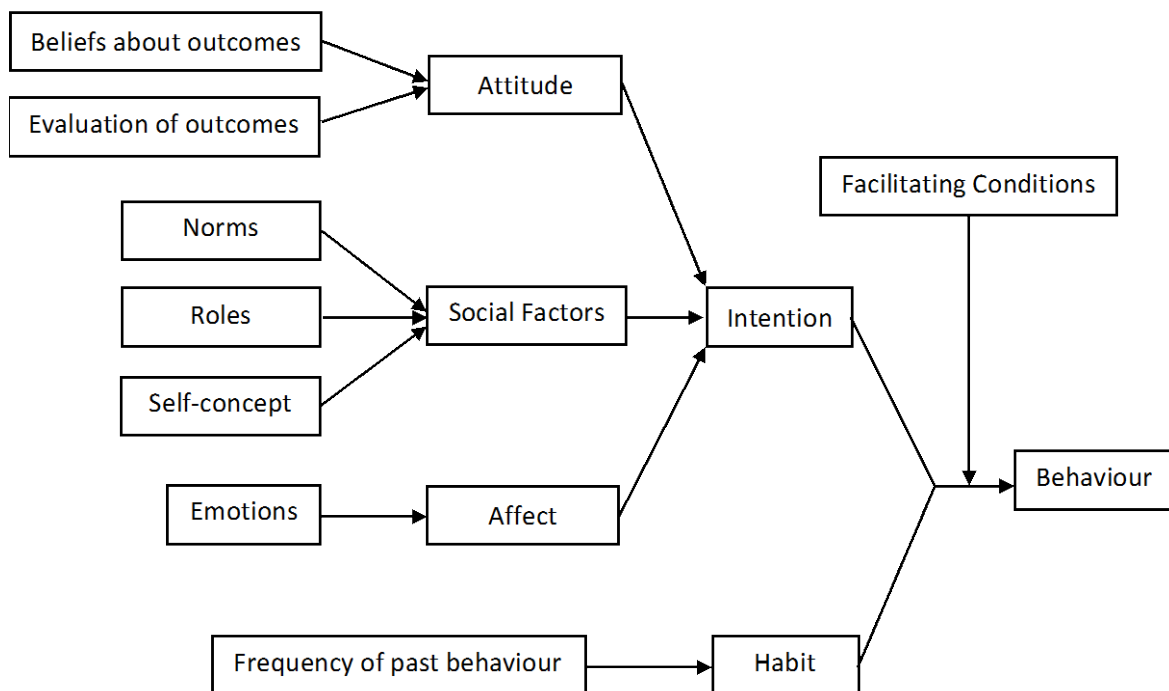 Beliefs about outcomes
Attitude
Evaluation of outcomes
Facilitating Conditions
Norms
Roles
Social Factors
Intention
Self-concept
Behaviour
Emotions
Affect
Frequency of past behaviour
Habit